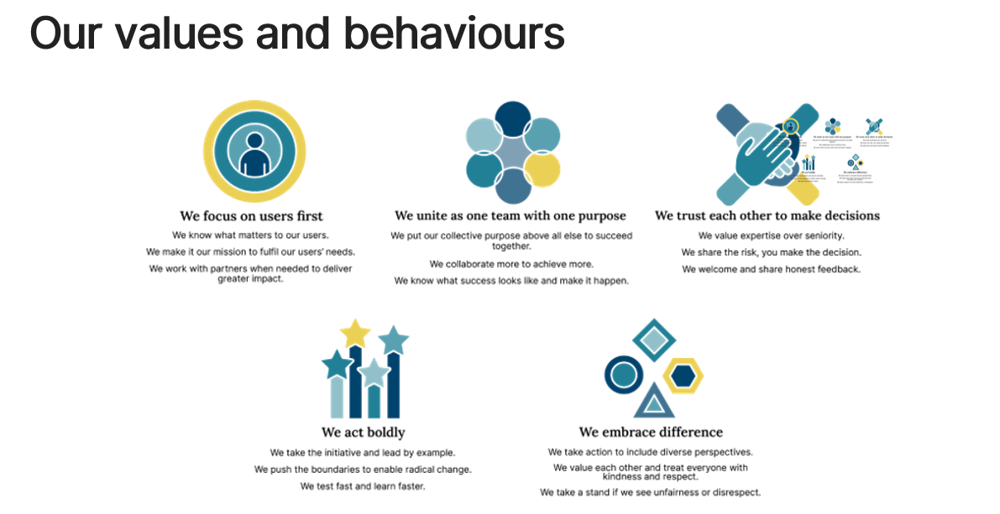 Our values and behaviours
We focus on users first
We know what matters to our users.
We make it our mission to fulfil our users' needs.
We work with partners when needed to deliver
greater impact.
We unite as one team with one purpose
We put our collective purpose above all else to succeed
together.
We collaborate more to achieve more.
We know what success looks like and make it happen.
We trust each other to make decisions
We value expertise over seniority.
We share the risk, you make the decision.
We welcome and share honest feedback.
We act boldly
We take the initiative and lead by example.
We push the boundaries to enable radical change.
We test fast and learn faster.
We embrace difference
We take action to include diverse perspectives.
We value each other and treat everyone with
kindness and respect.
We take a stand if we see unfairness or disrespect.